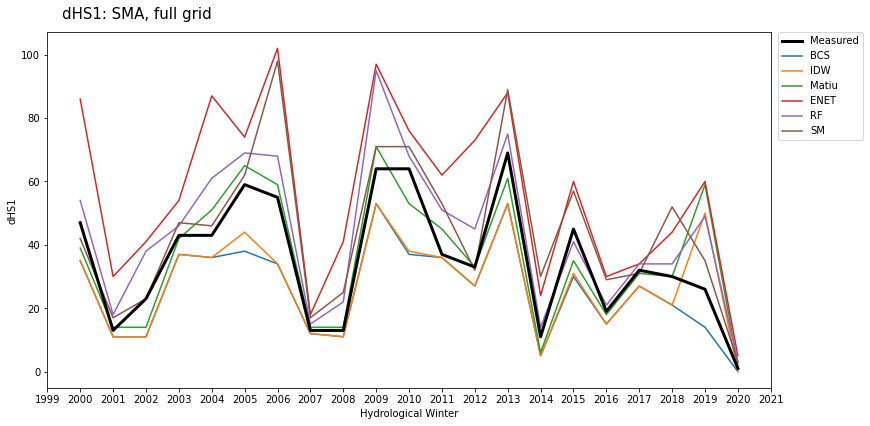 dHS1: SMA, full grid
Measured
BCS
IDW
Matiu
ENET
RF
SM
dHS1
100
80
60
40
20
0
1999 2000 2001 2002 2003 2004 2005 2006 2007 2008 2009 2010 2011 2012 2013 2014 2015 2016 2017 2018 2019 2020 2021
Hydrological Winter